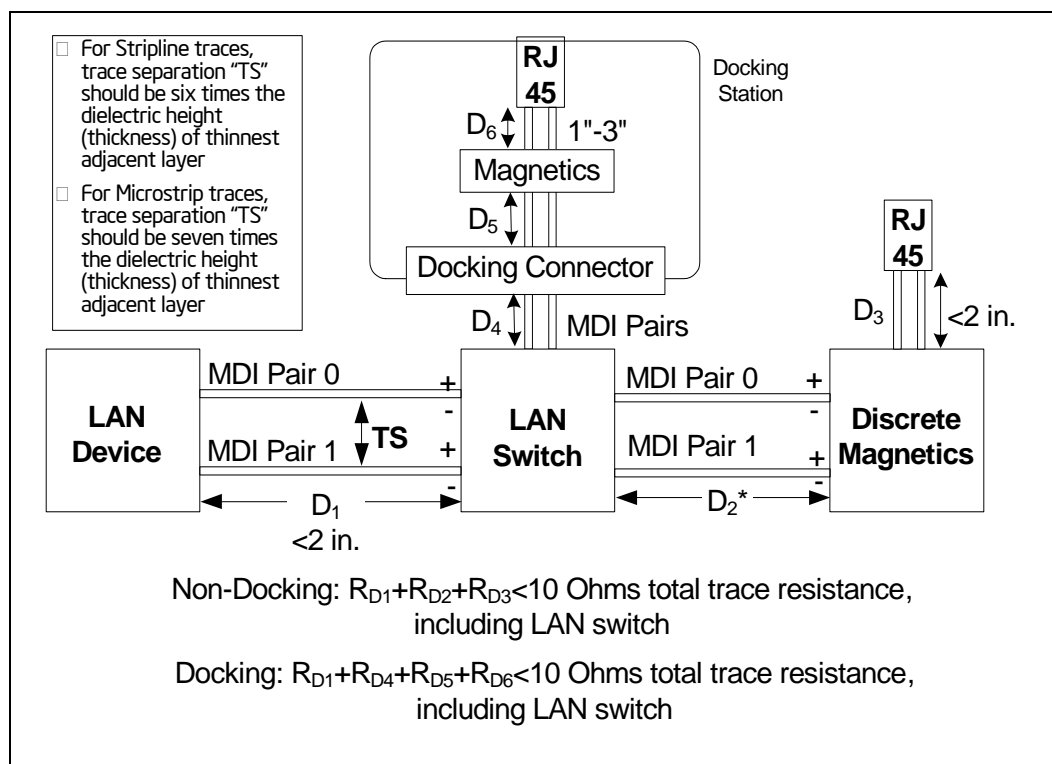 For Stripline traces,
trace separation “TS”
should be six times the
dielectric height
(thickness) of thinnest
adjacent layer
For Microstrip traces,
trace separation “TS”
should be seven times
the dielectric height
(thickness) of thinnest
adjacent layer
RJ
45
Docking
Station
D6
1"-3"
Magnetics
D5
Docking Connector
D4
MDI Pairs
RJ
45
D3
<2 in.
LAN
Device
MDI Pair 0
+
-
TS
MDI Pair 1
+
-
D1
<2 in.
LAN
Switch
MDI Pair 0
+
-
MDI Pair 1
+
-
D2*
Discrete
Magnetics
Non-Docking: RD1+RD2+RD3<10 Ohms total trace resistance,
including LAN switch
Docking: RD1+RD4+RD5+RD6<10 Ohms total trace resistance,
including LAN switch